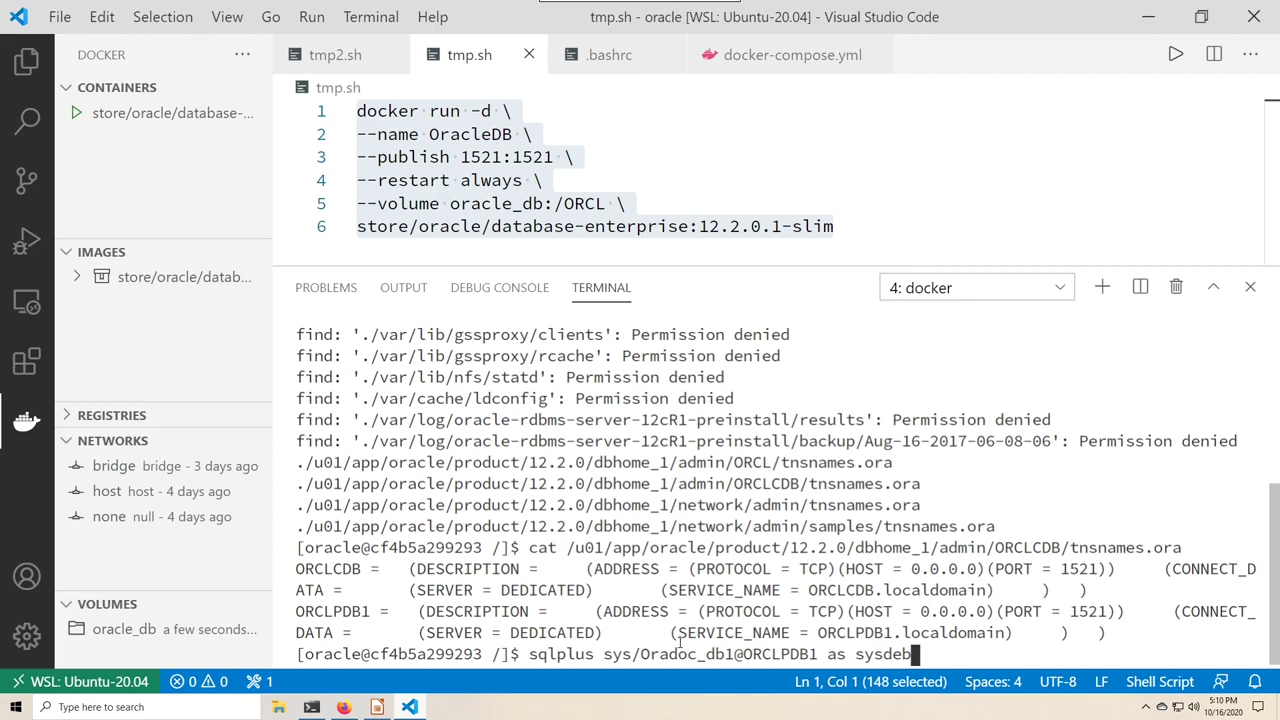 File Edit Selection View Go Run Terminal Help tmp.sh - oracle [WSL: Ubuntu-20.04] - Visual Studio Code
DOCKER ···
tmp2.sh tmp.sh .bashrc docker-compose.yml
tmp.sh
CONTAINERS
store/oracle/database-...
IMAGES
store/oracle/datab...
REGISTRIES
NETWORKS
bridge bridge - 3 days ago
host host - 4 days ago
none null - 4 days ago
VOLUMES
oracle_db a few seconds...
1 docker run -d \
2 --name OracleDB \
3 --publish 1521:1521 \
4 --restart always \
5 --volume oracle_db:/ORCL \
6 store/oracle/database-enterprise:12.2.0.1-slim
PROBLEMS OUTPUT DEBUG CONSOLE TERMINAL 4: docker
find: './var/lib/gssproxy/clients': Permission denied
find: './var/lib/gssproxy/rcache': Permission denied
find: './var/lib/nfs/statd': Permission denied
find: './var/cache/ldconfig': Permission denied
find: './var/log/oracle-rdbms-server-12cR1-preinstall/results': Permission denied
find: './var/log/oracle-rdbms-server-12cR1-preinstall/backup/Aug-16-2017-06-08-06': Permission denied
./u01/app/oracle/product/12.2.0/dbhome_1/admin/ORCL/tnsnames.ora
./u01/app/oracle/product/12.2.0/dbhome_1/admin/ORCLCDB/tnsnames.ora
./u01/app/oracle/product/12.2.0/dbhome_1/network/admin/tnsnames.ora
./u01/app/oracle/product/12.2.0/dbhome_1/network/admin/samples/tnsnames.ora
[oracle@cf4b5a299293 /]$ cat /u01/app/oracle/product/12.2.0/dbhome_1/admin/ORCLCDB/tnsnames.ora
ORCLCDB =   (DESCRIPTION =     (ADDRESS = (PROTOCOL = TCP)(HOST = 0.0.0.0)(PORT = 1521))     (CONNECT_D
ATA =       (SERVER = DEDICATED)       (SERVICE_NAME = ORCLCDB.localdomain)     )   )
ORCLPDB1 =   (DESCRIPTION =     (ADDRESS = (PROTOCOL = TCP)(HOST = 0.0.0.0)(PORT = 1521))     (CONNECT_
DATA =       (SERVER = DEDICATED)       (SERVICE_NAME = ORCLPDB1.localdomain)     )   )
[oracle@cf4b5a299293 /]$ sqlplus sys/Oradoc_db1@ORCLPDB1 as sysdeb
WSL: Ubuntu-20.04 0 0 1 Ln 1, Col 1 (148 selected) Spaces: 4 UTF-8 LF Shell Script
Type here to search 5:10 PM
10/16/2020